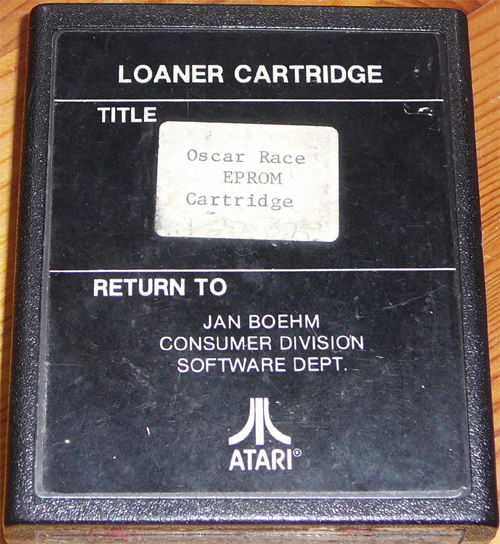 LOANER CARTRIDGE
TITLE
Oscar Race
EPROM
Cartridge
RETURN TO
JAN BOEHM
CONSUMER DIVISION
SOFTWARE DEPT.
ATARI®